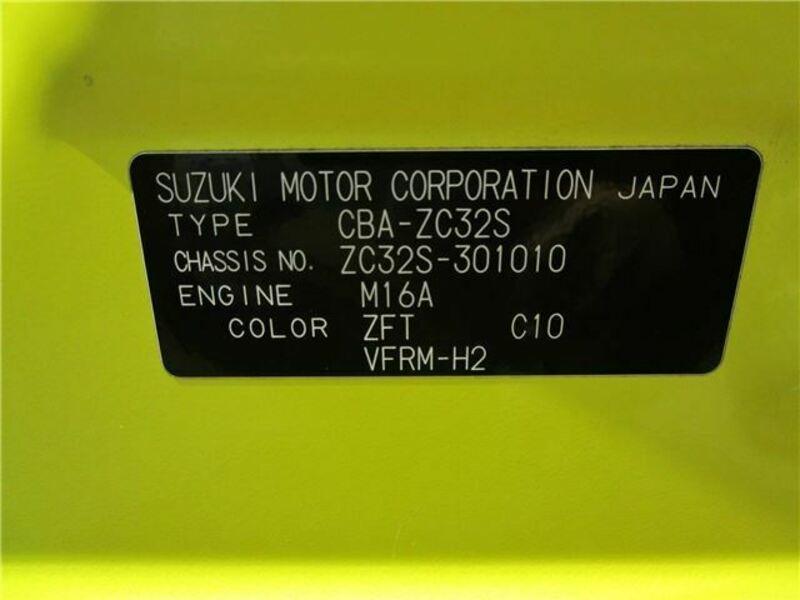 SUZUKI MOTOR CORPORATION JAPAN
TYPE CBA-ZC32S
CHASSIS NO. ZC32S-301010
ENGINE M16A
COLOR ZFT C10
VFRM-H2